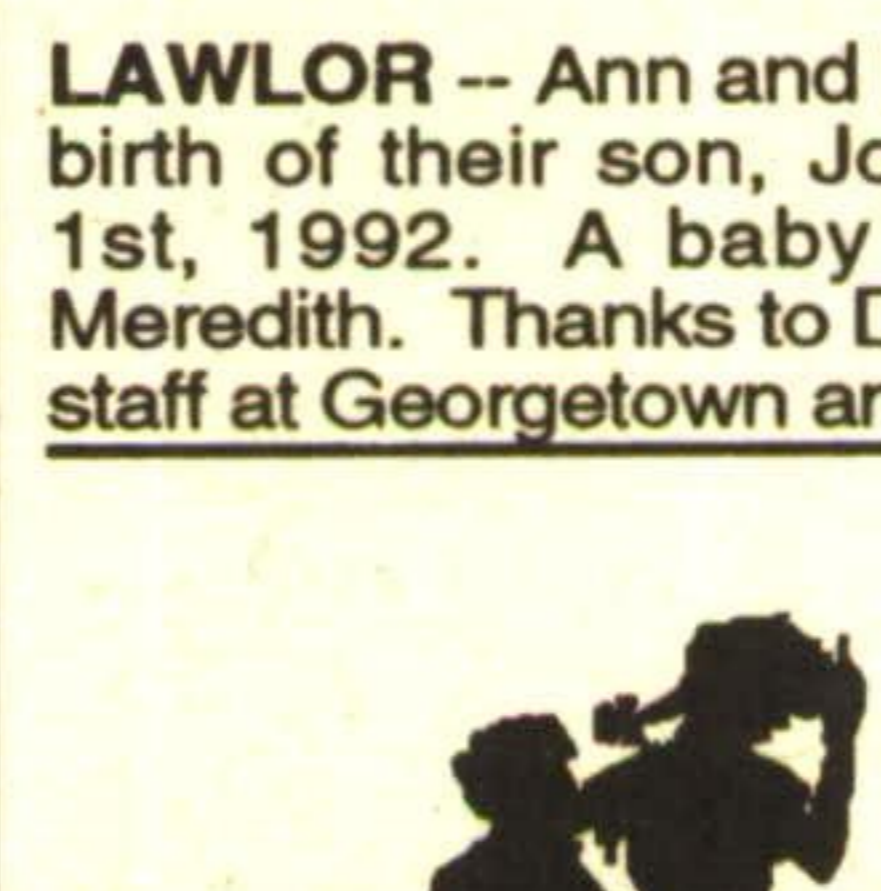 LAWLOR -- Ann and
birth of their son,
1st, 1992. A baby
Meredith. Thanks to
staff at Georgetown